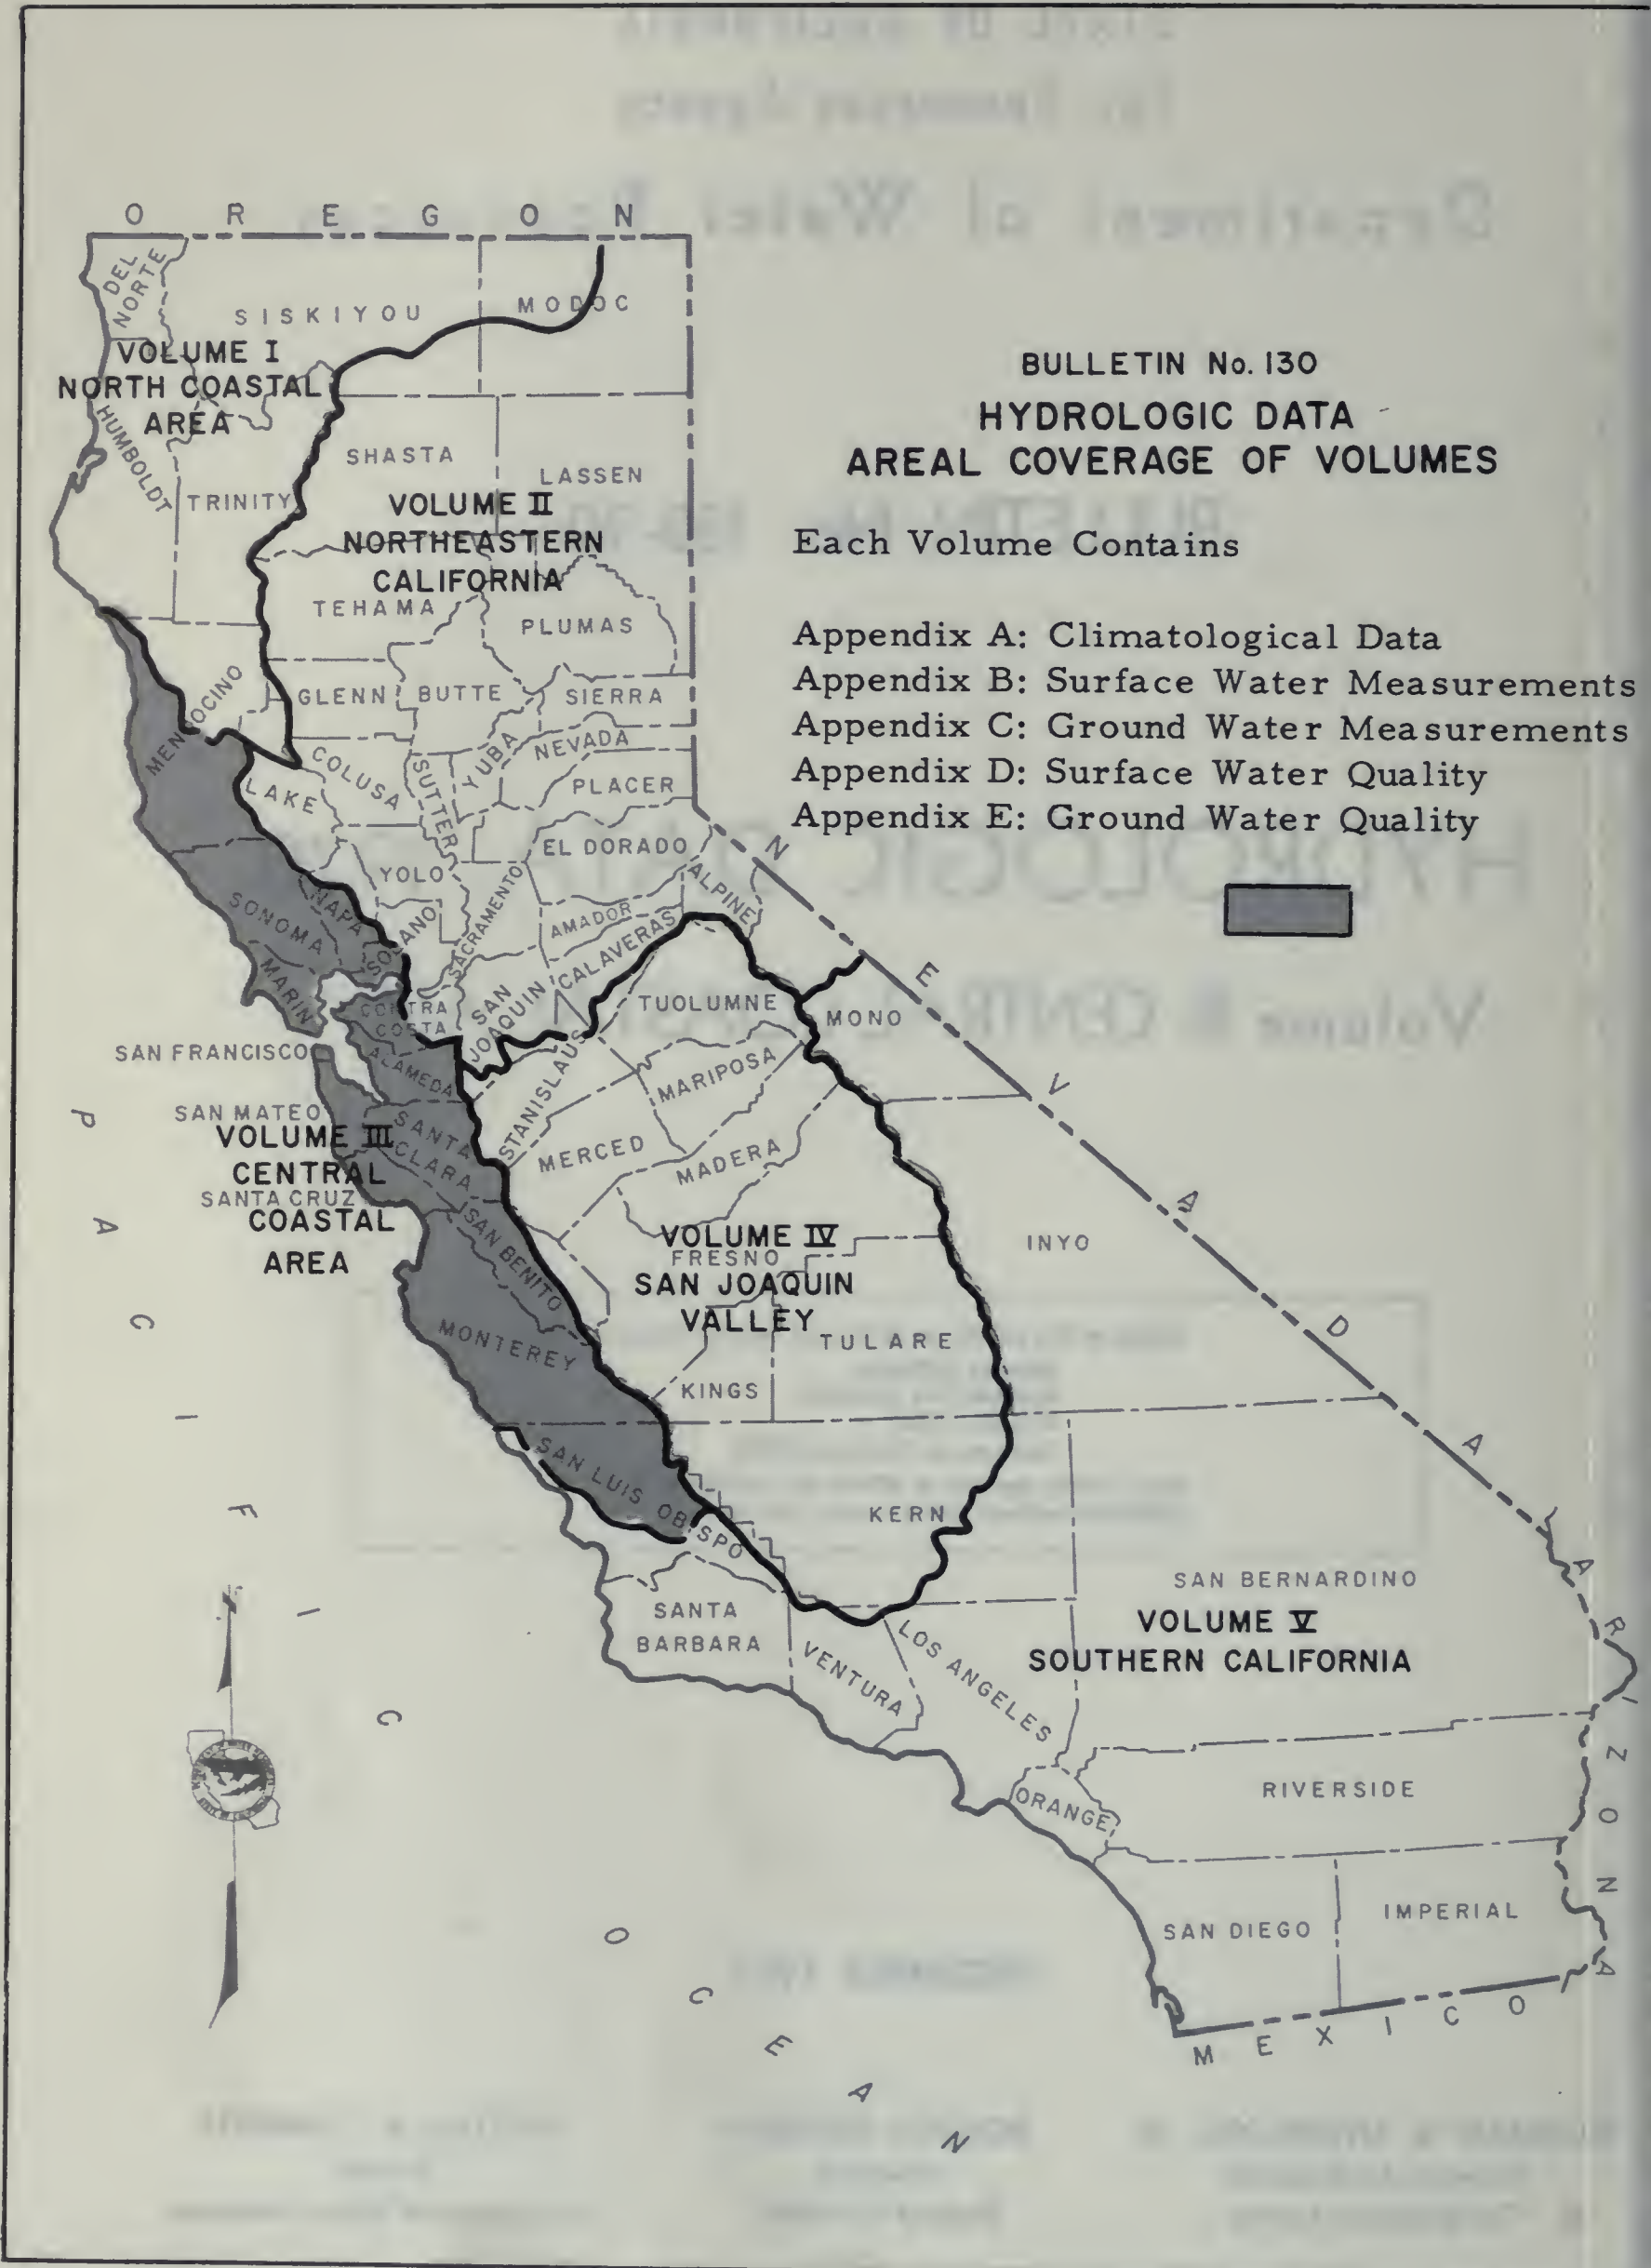 OREGON
DEL NORTE
SISKIYOU
MODOC
VOLUME I
NORTH COASTAL
AREA
HUMBOLDT
TRINITY
SHASTA
LASSEN
VOLUME II
NORTHEASTERN
CALIFORNIA
TEHAMA
PLUMAS
BULLETIN No. 130
HYDROLOGIC DATA
AREAL COVERAGE OF VOLUMES
Each Volume Contains
Appendix A: Climatological Data
Appendix B: Surface Water Measurements
Appendix C: Ground Water Measurements
Appendix D: Surface Water Quality
Appendix E: Ground Water Quality
MENDOCINO
GLENN
BUTTE
SIERRA
COLUSA
SUTTER
YUBA
NEVADA
LAKE
PLACER
EL DORADO
YOLO
NAPA
SONOMA
SOLANO
SACRAMENTO
AMADOR
ALPINE
CALAVERAS
MARIN
CONTRA
COSTA
SAN
JOAQUIN
TUOLUMNE
MONO
SAN FRANCISCO
ALAMEDA
STANISLAUS
MARIPOSA
SAN MATEO
VOLUME III
CENTRAL
SANTA CRUZ
COASTAL
AREA
SANTA
CLARA
MERCED
MADERA
SAN BENITO
VOLUME IV
FRESNO
SAN JOAQUIN
VALLEY
INYO
MONTEREY
TULARE
KINGS
SAN LUIS OBISPO
KERN
SAN BERNARDINO
VOLUME V
SOUTHERN CALIFORNIA
SANTA
BARBARA
VENTURA
LOS ANGELES
ORANGE
RIVERSIDE
SAN DIEGO
IMPERIAL
NEVADA
ARIZONA
MEXICO
PACIFIC
OCEAN